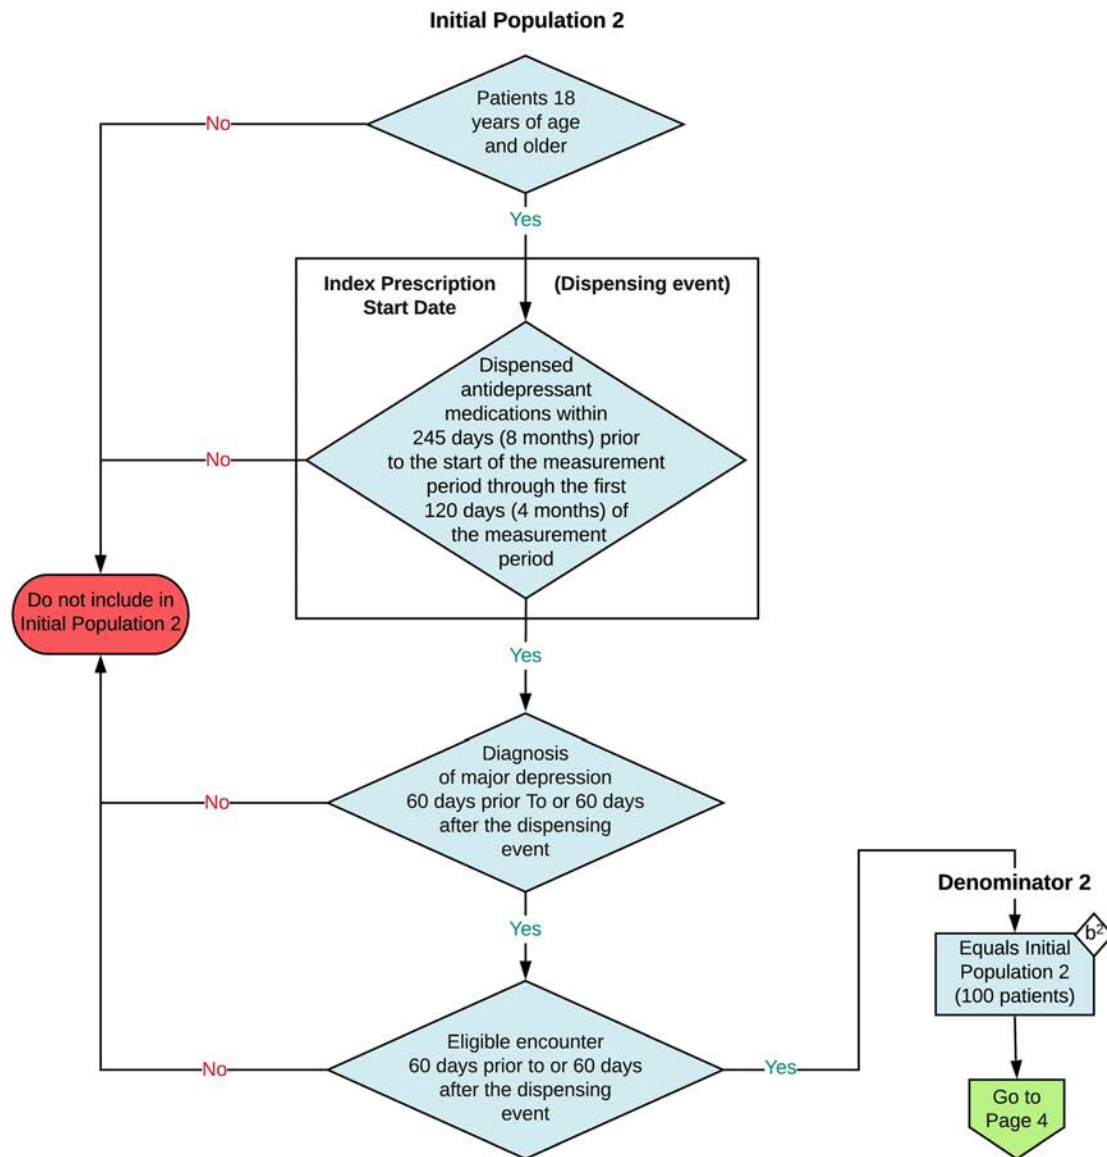 Initial Population 2
Patients 18
years of age
and older
No
Yes
Index Prescription
Start Date
(Dispensing event)
Dispensed
antidepressant
medications within
245 days (8 months) prior
to the start of the measurement
period through the first
120 days (4 months) of
the measurement
period
No
Do not include in
Initial Population 2
Yes
Diagnosis
of major depression
60 days prior To or 60 days
after the dispensing
event
No
Yes
Eligible encounter
60 days prior to or 60 days
after the dispensing
event
No
Yes
Denominator 2
b²
Equals Initial
Population 2
(100 patients)
Go to
Page 4